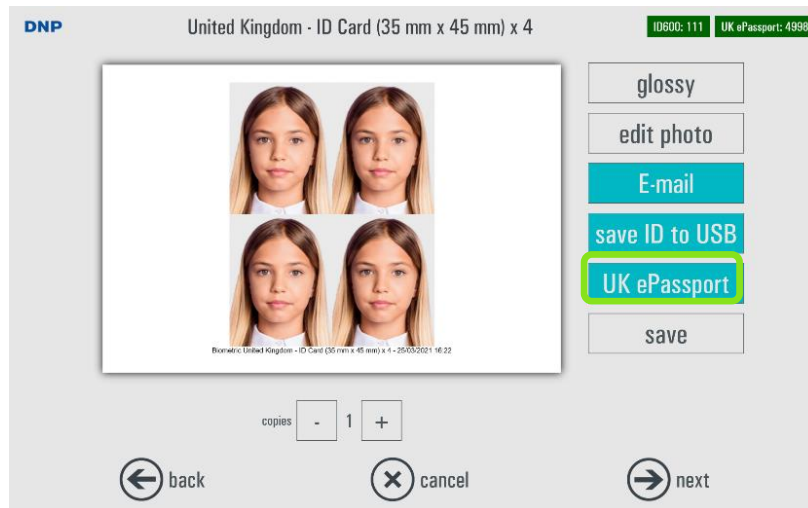 DNP
United Kingdom - ID Card (35 mm x 45 mm) x 4
ID600: 111
UK ePassport: 4998
glossy
edit photo
E-mail
save ID to USB
UK ePassport
save
Biometric United Kingdom - ID Card (35 mm x 45 mm) x 4 - 25/03/2021 16:22
copies - 1 +
back
cancel
next